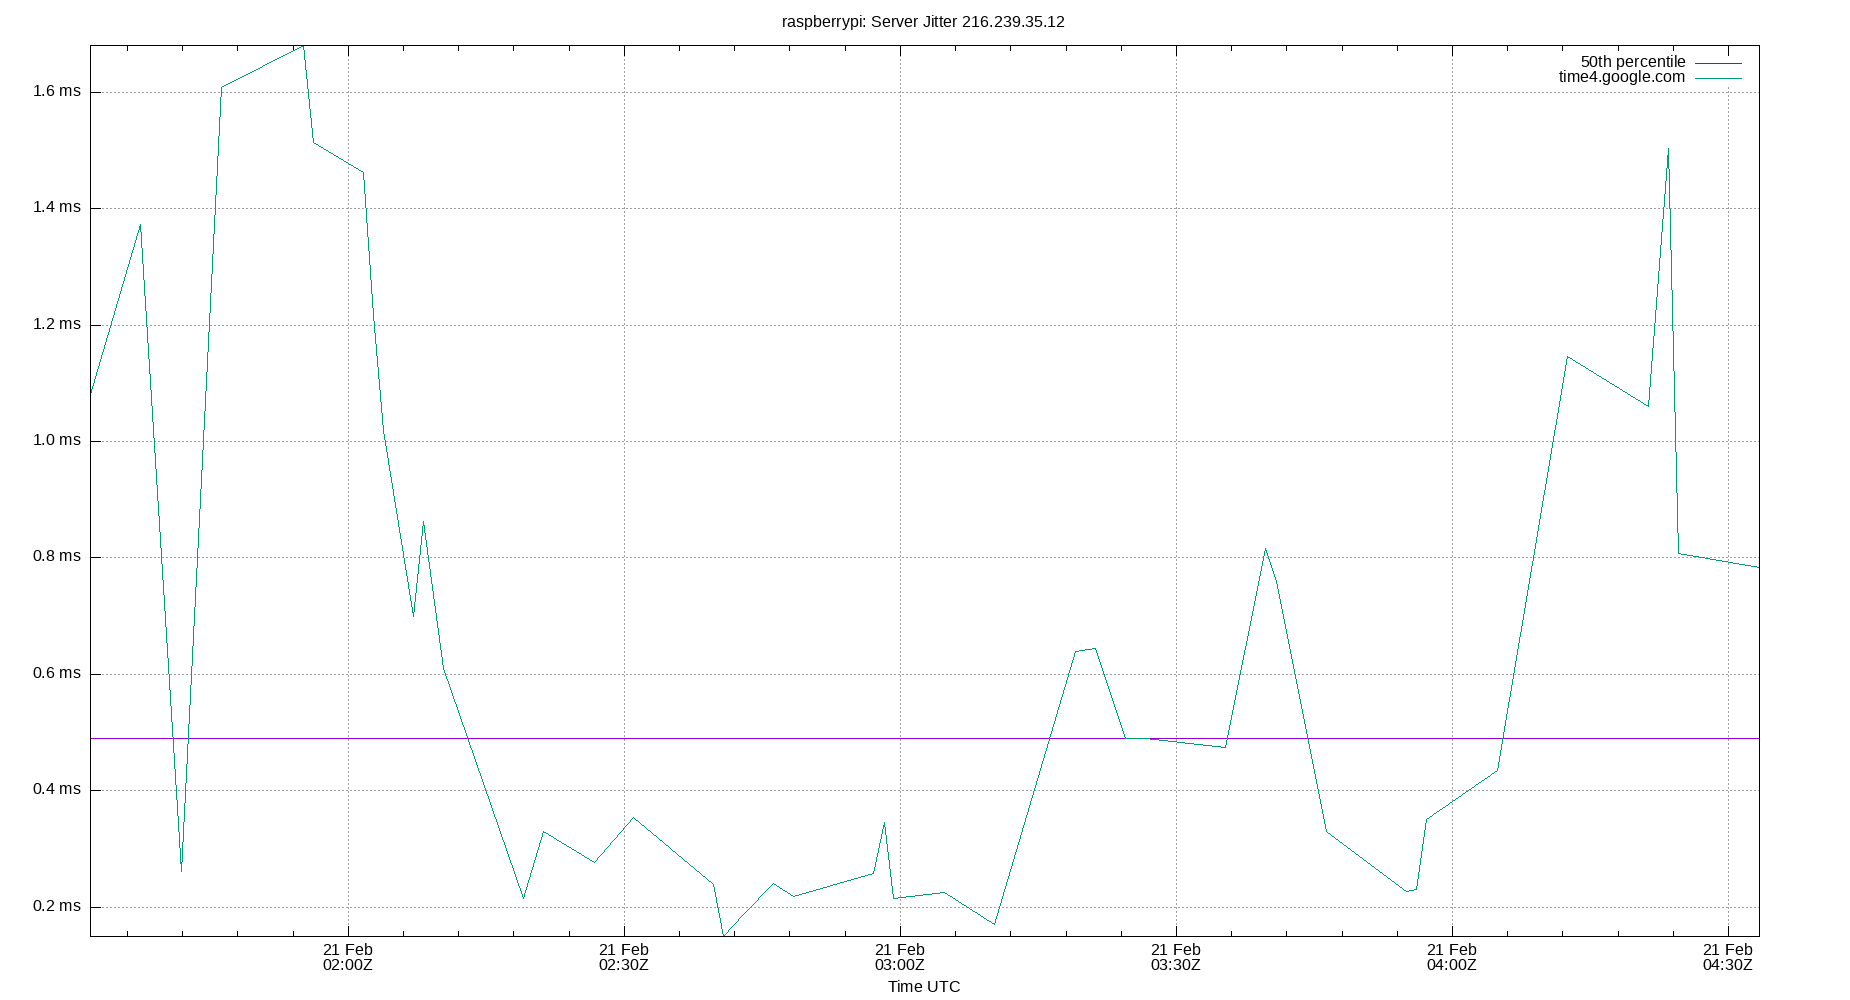 raspberrypi: Server Jitter 216.239.35.12
50th percentile
time4.google.com
1.6 ms
1.4 ms
1.2 ms
1.0 ms
0.8 ms
0.6 ms
0.4 ms
0.2 ms
21 Feb 21 Feb 21 Feb 21 Feb 21 Feb 21 Feb
02:00Z 02:30Z 03:00Z 03:30Z 04:00Z 04:30Z
Time UTC